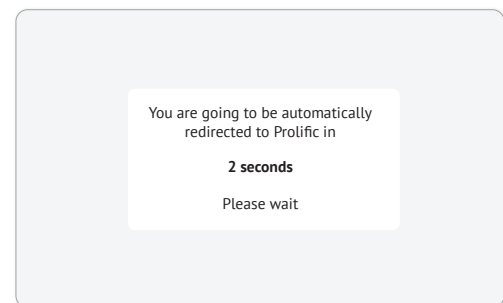 You are going to be automatically
redirected to Prolific in
2 seconds
Please wait